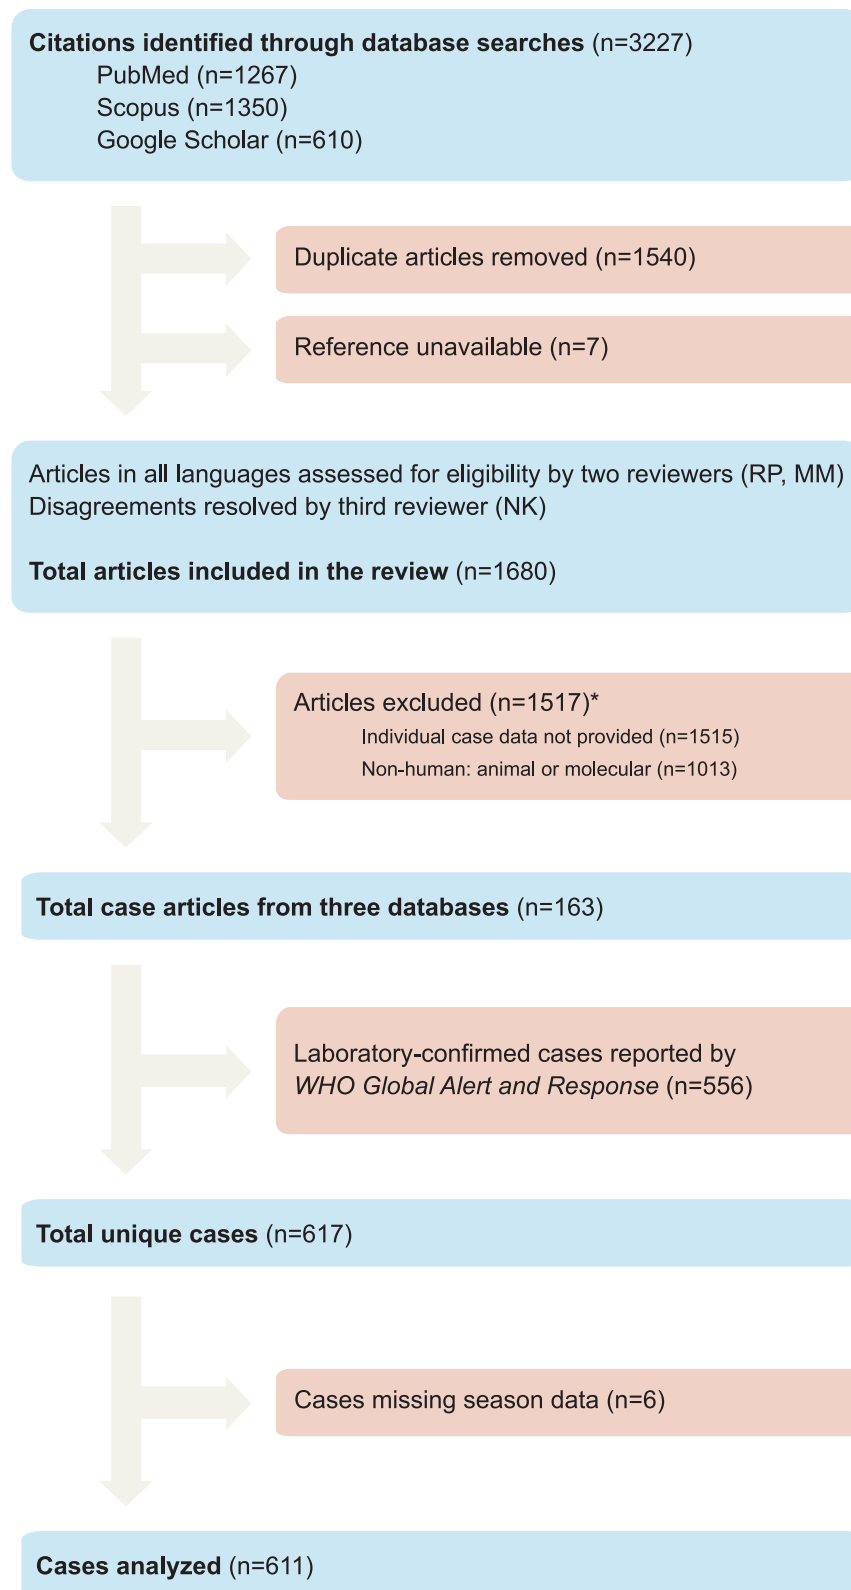 Citations identified through database searches (n=3227)
PubMed (n=1267)
Scopus (n=1350)
Google Scholar (n=610)
Duplicate articles removed (n=1540)
Reference unavailable (n=7)
Articles in all languages assessed for eligibility by two reviewers (RP, MM)
Disagreements resolved by third reviewer (NK)
Total articles included in the review (n=1680)
Articles excluded (n=1517)*
Individual case data not provided (n=1515)
Non-human: animal or molecular (n=1013)
Total case articles from three databases (n=163)
Laboratory-confirmed cases reported by
WHO Global Alert and Response (n=556)
Total unique cases (n=617)
Cases missing season data (n=6)
Cases analyzed (n=611)